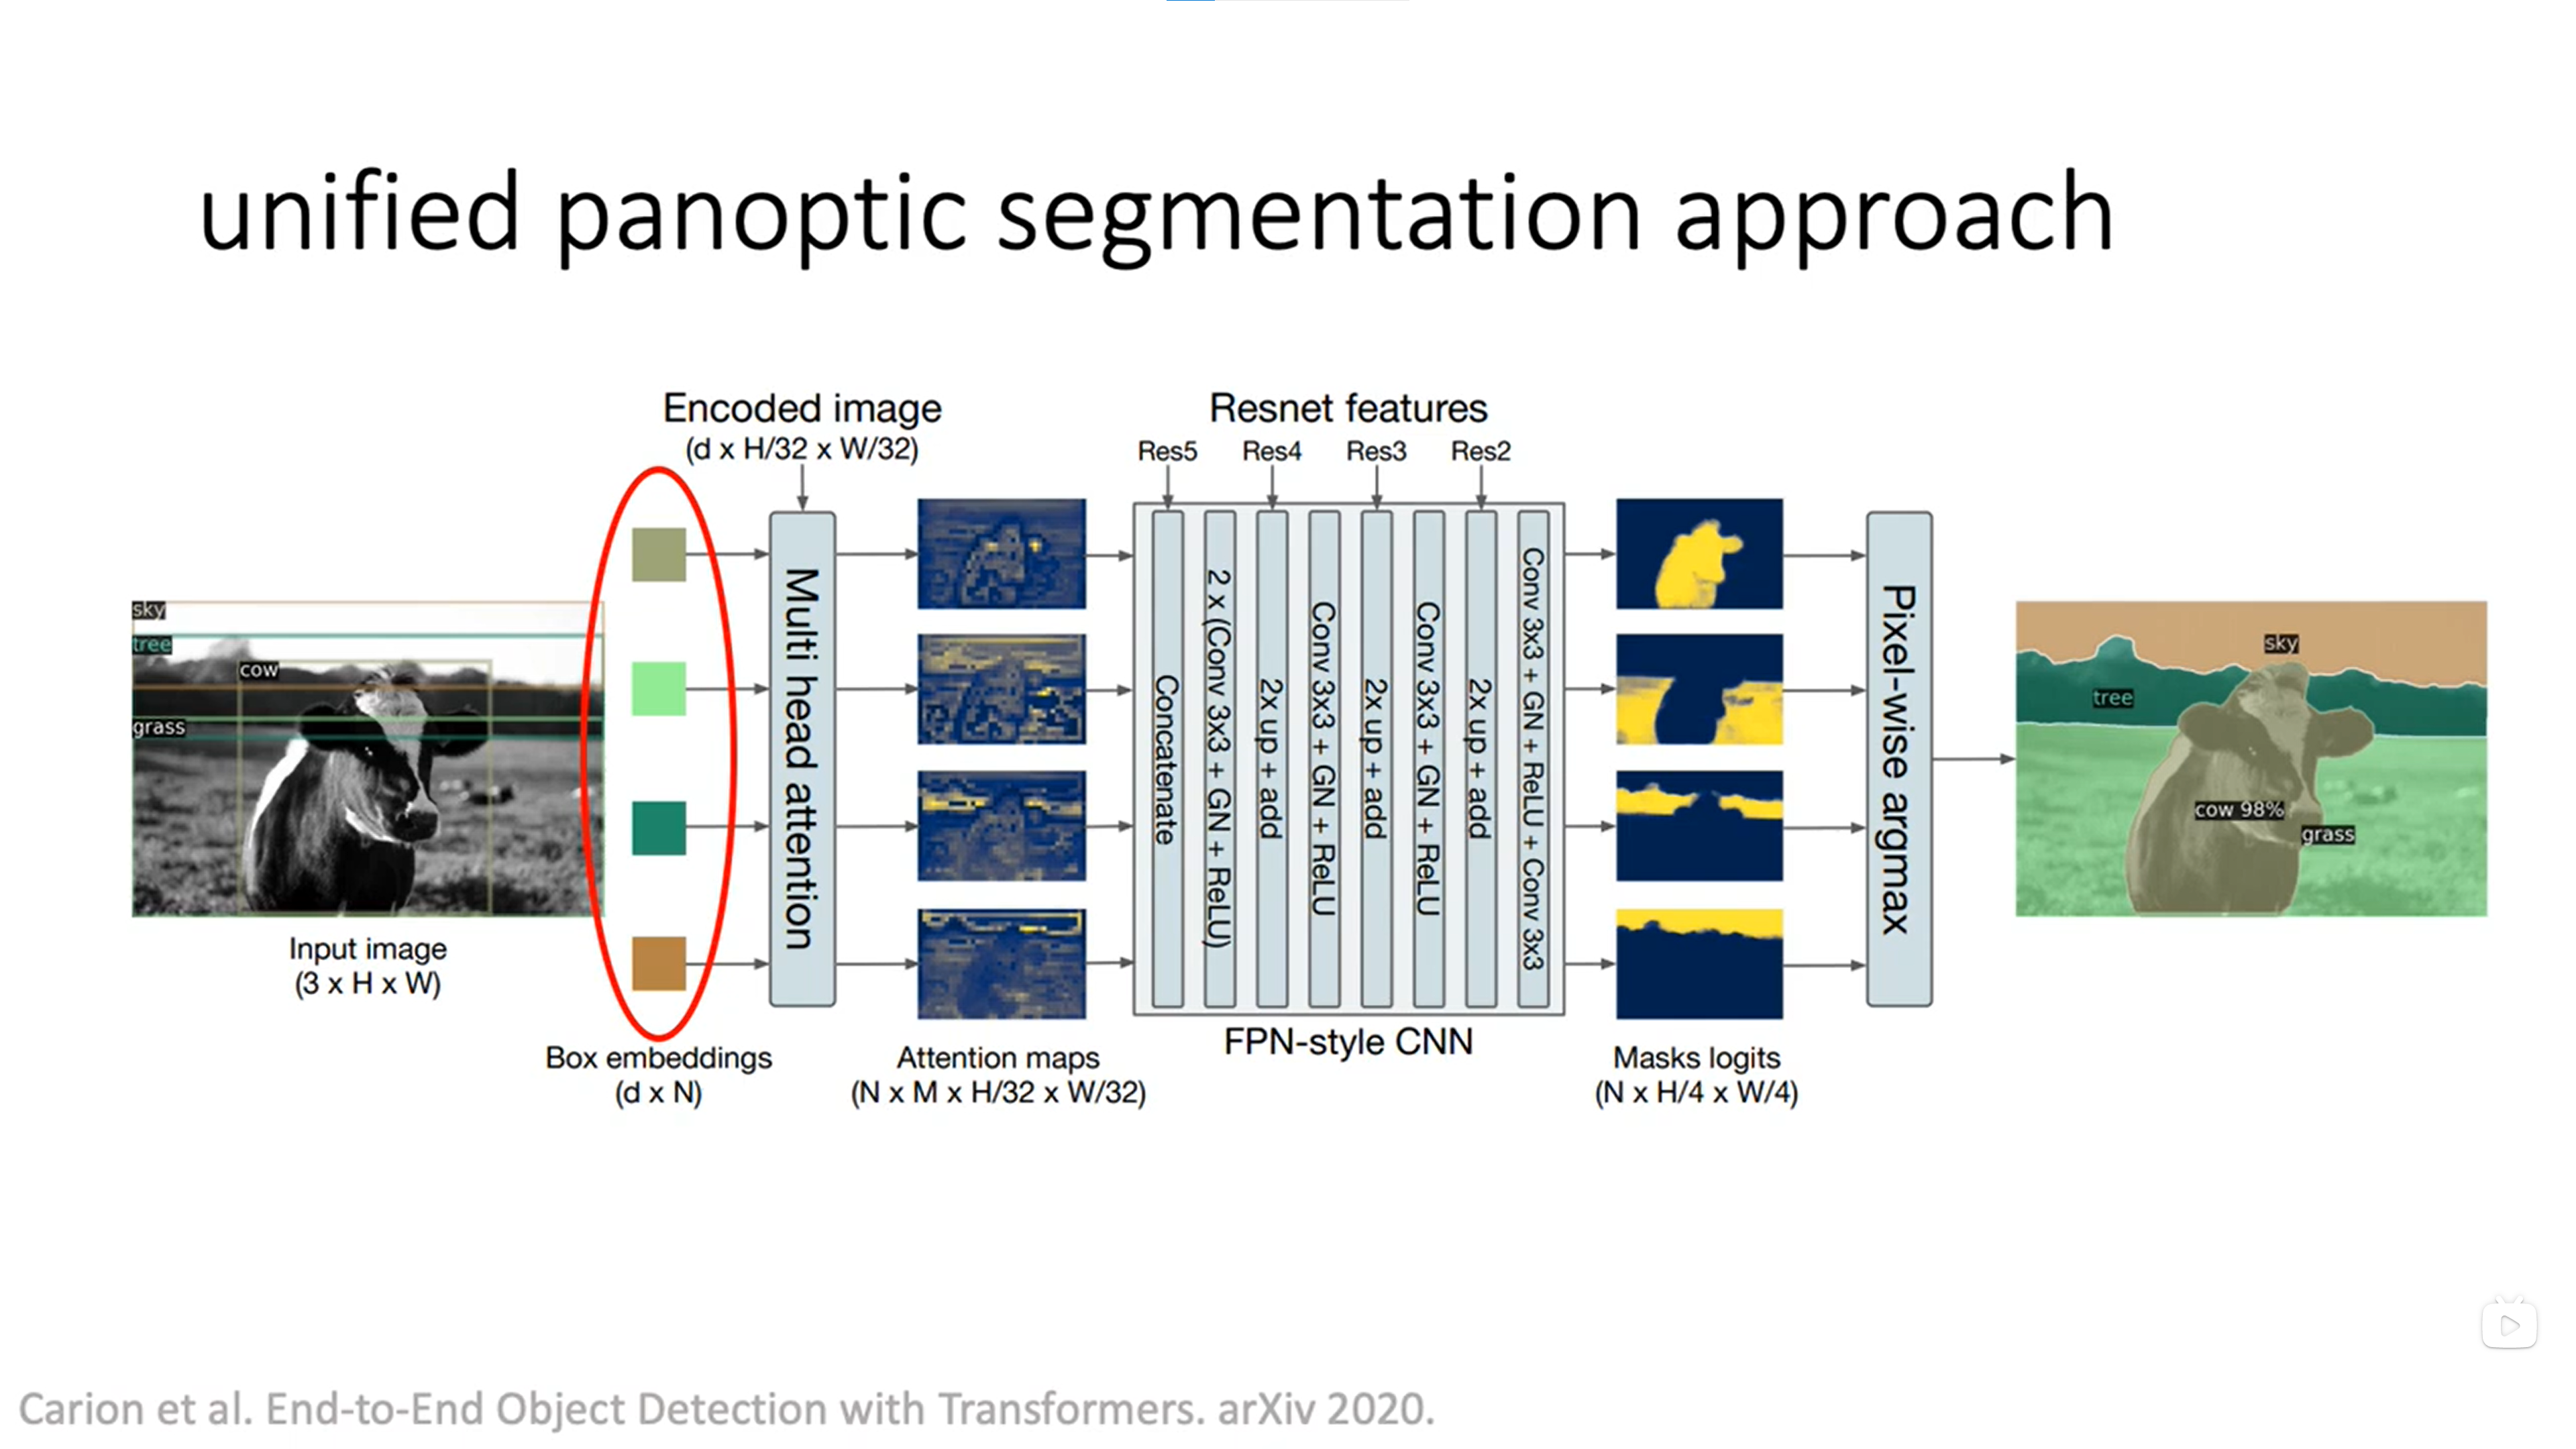 unified panoptic segmentation approach
Encoded image
(d x H/32 x W/32)
Resnet features
Res5
Res4
Res3
Res2
sky
tree
cow
grass
Input image
(3 x H x W)
Box embeddings
(d x N)
Multi head attention
Attention maps
(N x M x H/32 x W/32)
Concatenate
2 x (Conv 3x3 + GN + ReLU)
2x up + add
Conv 3x3 + GN + ReLU
2x up + add
Conv 3x3 + GN + ReLU
2x up + add
Conv 3x3 + GN + ReLU + Conv 3x3
FPN-style CNN
Masks logits
(N x H/4 x W/4)
Pixel-wise argmax
sky
tree
cow 98%
grass
Carion et al. End-to-End Object Detection with Transformers. arXiv 2020.